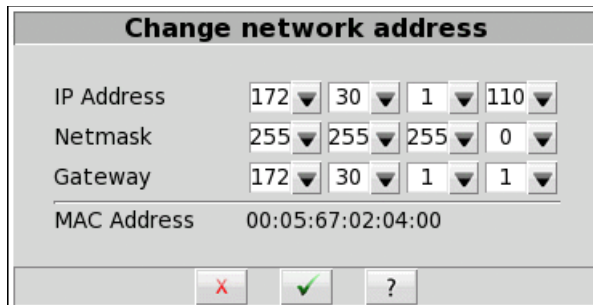 Change network address
IP Address 172 30 1 110
Netmask 255 255 255 0
Gateway 172 30 1 1
MAC Address 00:05:67:02:04:00
X ?